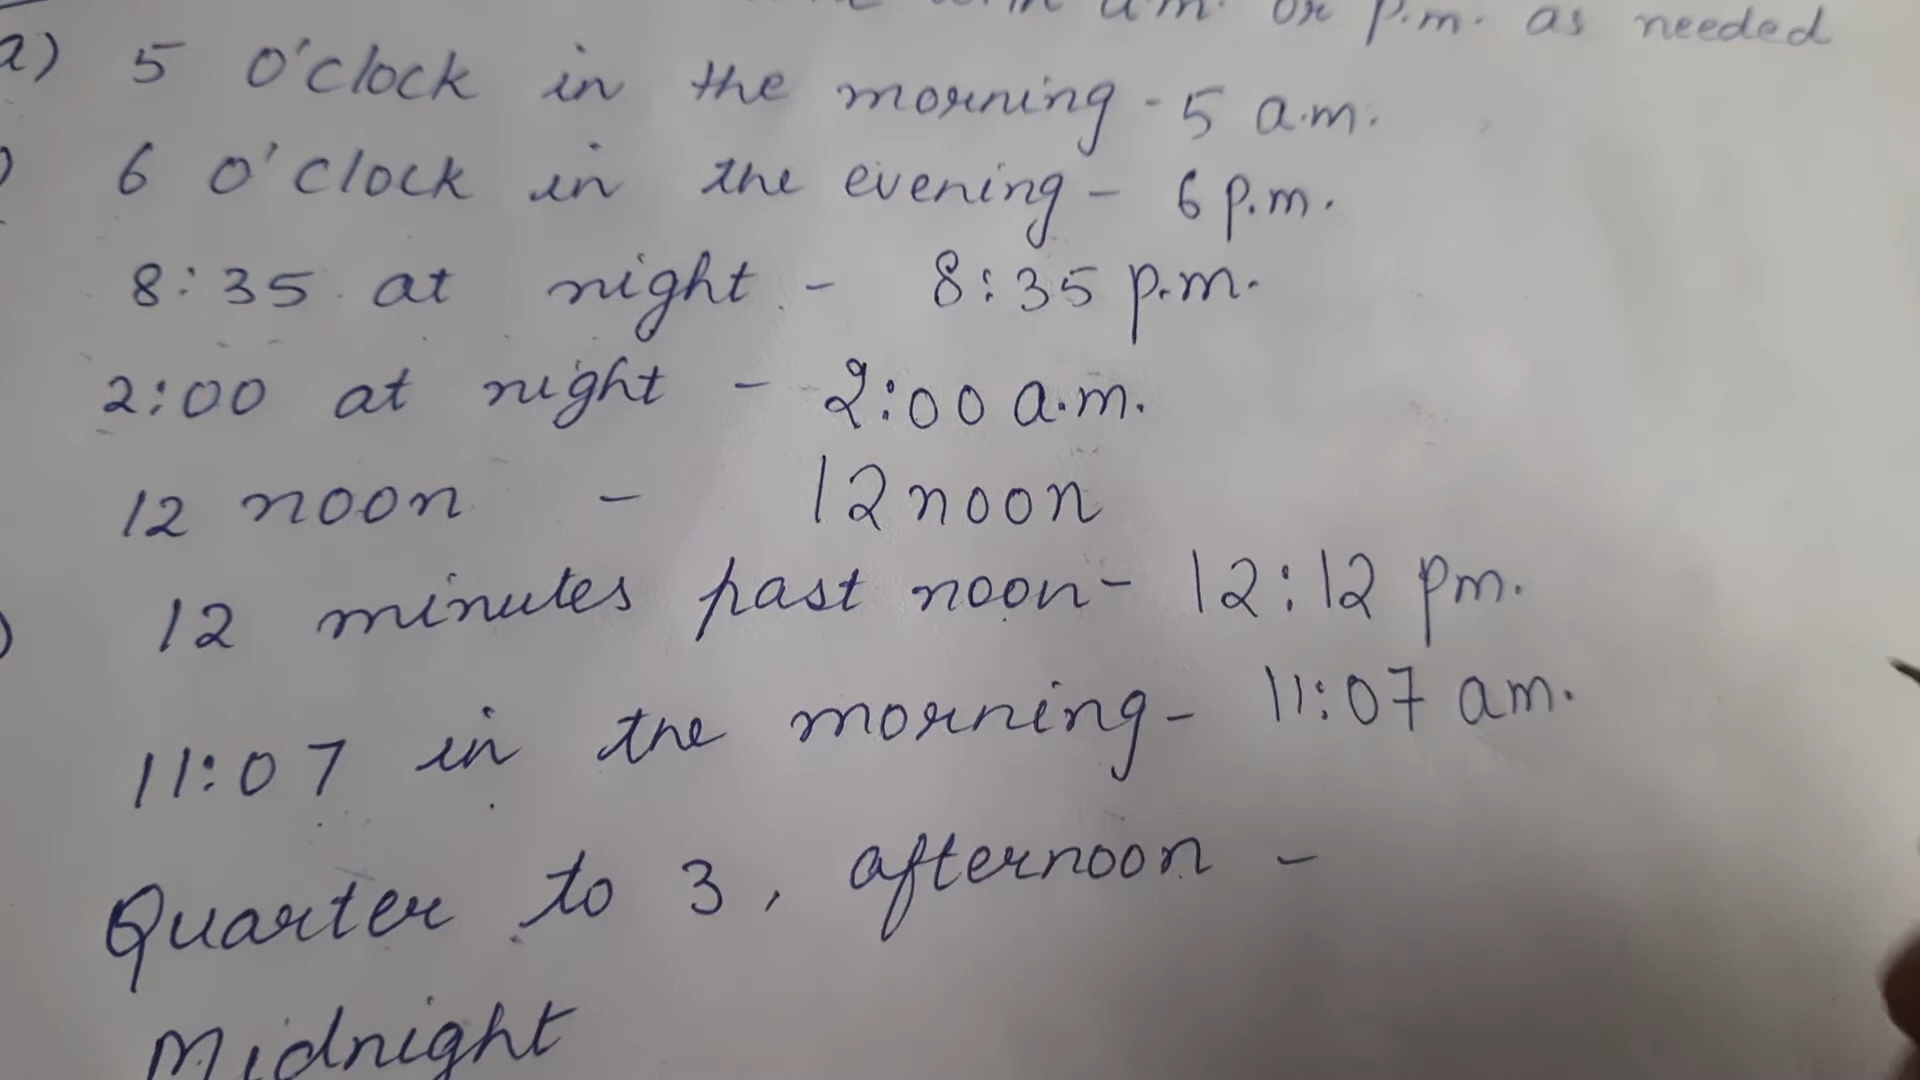 a.m. or p.m. as needed
a) 5 O'clock in the morning - 5 a.m.
) 6 O'clock in the evening - 6 p.m.
8:35 at night - 8:35 p.m.
2:00 at night - 2:00 a.m.
12 noon - 12 noon
) 12 minutes past noon - 12:12 pm.
11:07 in the morning - 11:07 am.
Quarter to 3, afternoon -
Midnight